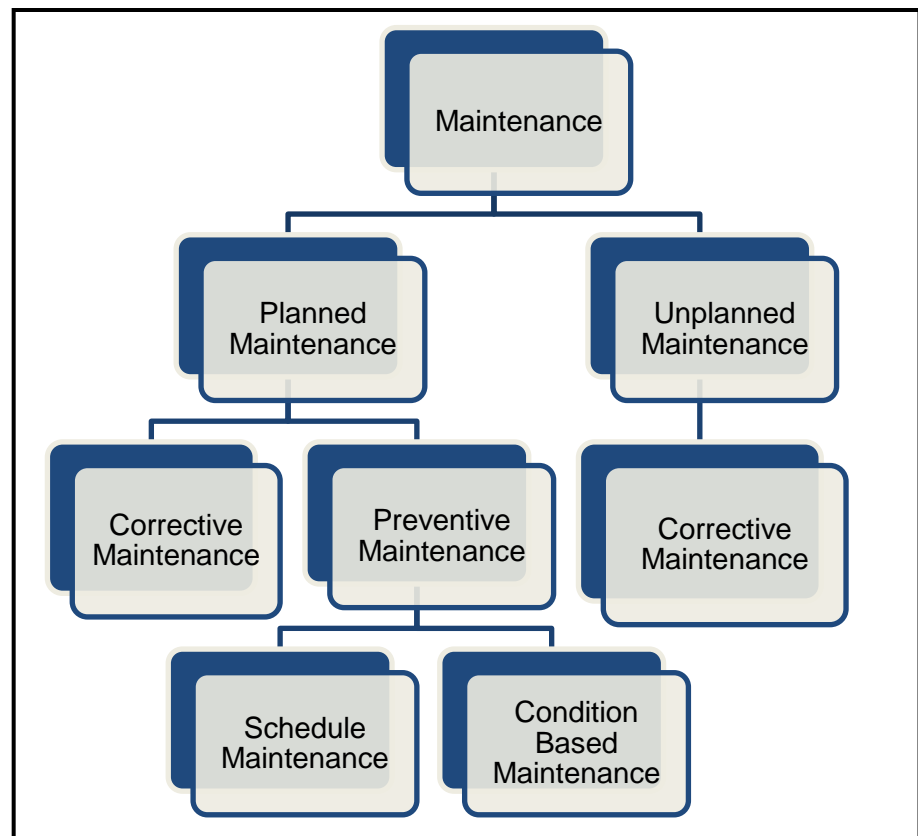 Maintenance
Planned
Maintenance
Unplanned
Maintenance
Corrective
Maintenance
Preventive
Maintenance
Corrective
Maintenance
Schedule
Maintenance
Condition
Based
Maintenance